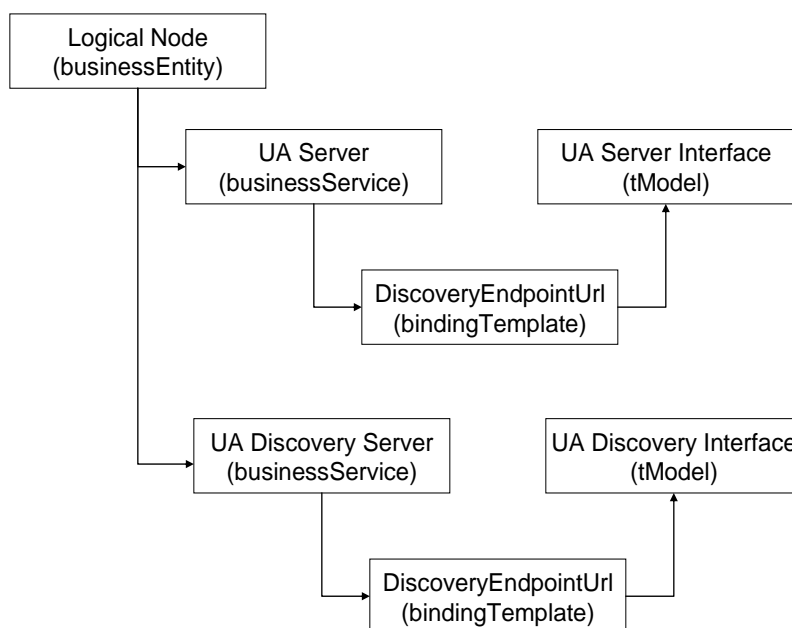 Logical Node
(businessEntity)
UA Server
(businessService)
UA Server Interface
(tModel)
DiscoveryEndpointUrl
(bindingTemplate)
UA Discovery Server
(businessService)
UA Discovery Interface
(tModel)
DiscoveryEndpointUrl
(bindingTemplate)